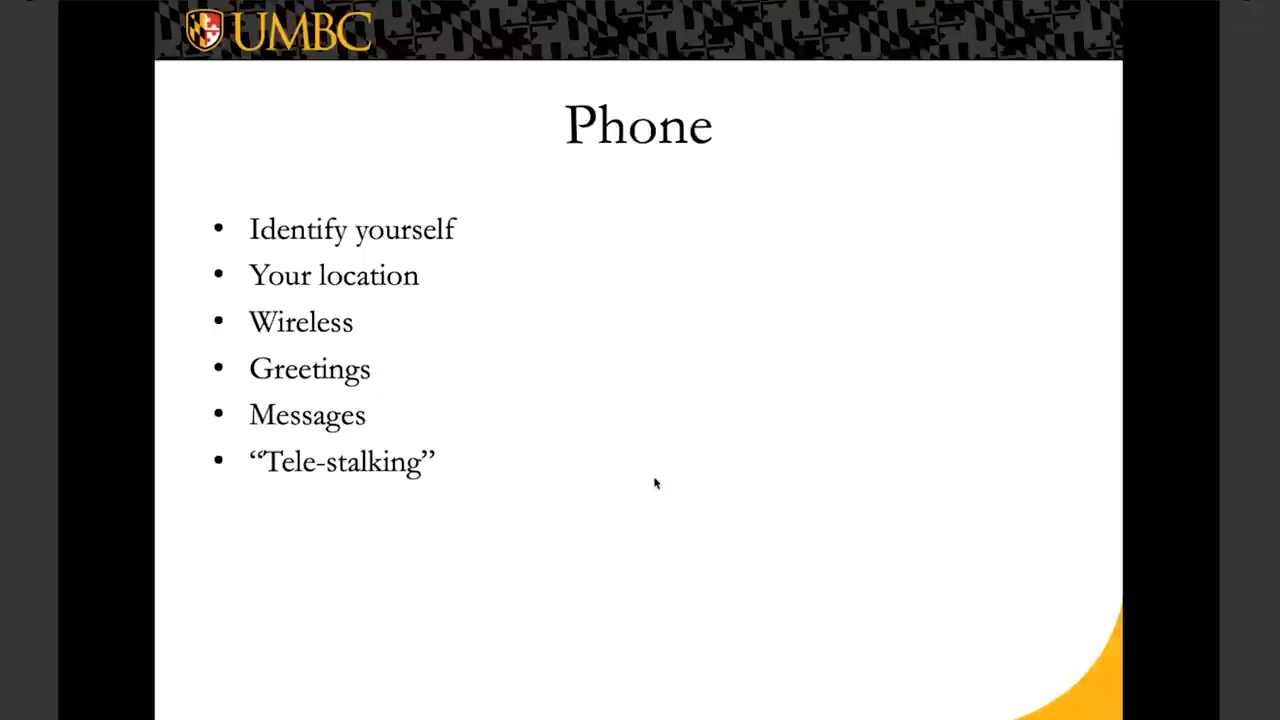 UMBC
Phone
• Identify yourself
• Your location
• Wireless
• Greetings
• Messages
• “Tele-stalking”